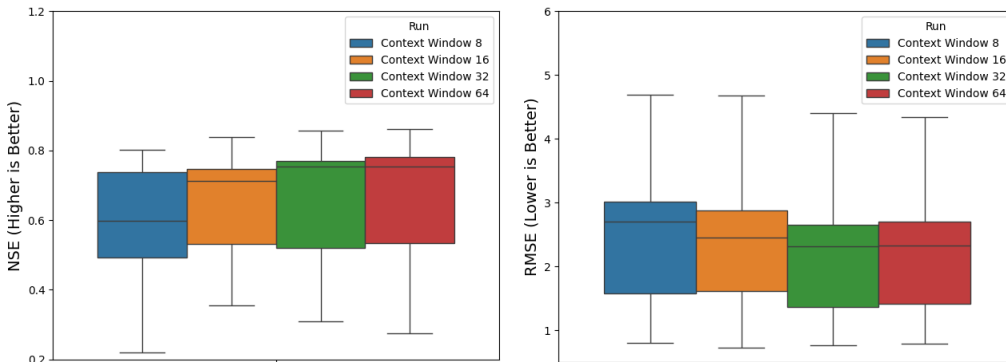 1.2
1.0
0.8
0.6
0.4
0.2
NSE (Higher is Better)
Run
Context Window 8
Context Window 16
Context Window 32
Context Window 64
6
5
4
3
2
1
RMSE (Lower is Better)
Run
Context Window 8
Context Window 16
Context Window 32
Context Window 64